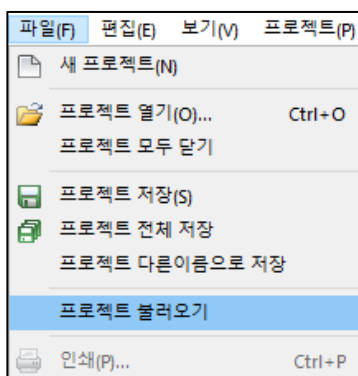 파일(F) 편집(E) 보기(V) 프로젝트(P)
새 프로젝트(N)
프로젝트 열기(O)... Ctrl+O
프로젝트 모두 닫기
프로젝트 저장(S)
프로젝트 전체 저장
프로젝트 다른이름으로 저장
프로젝트 불러오기
인쇄(P)... Ctrl+P